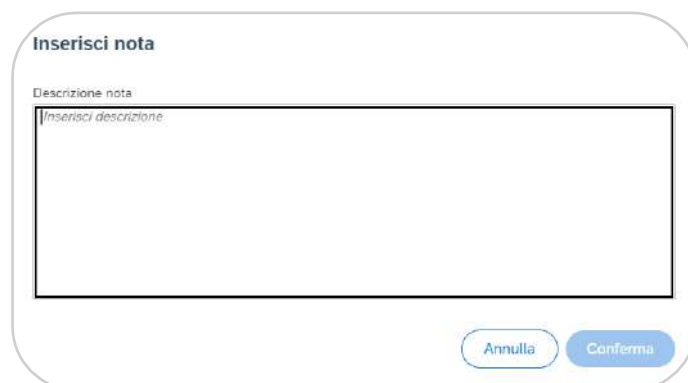 Inserisci nota
Descrizione nota
Inserisci descrizione
Annulla Conferma